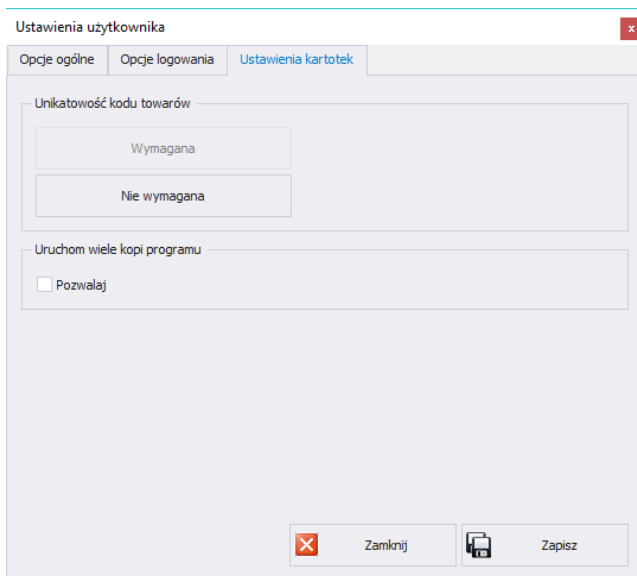 Ustawienia użytkownika
x
Opcje ogólne Opcje logowania Ustawienia kartotek
Unikatowość kodu towarów
Wymagana
Nie wymagana
Uruchom wiele kopi programu
Pozwalaj
Zamknij Zapisz